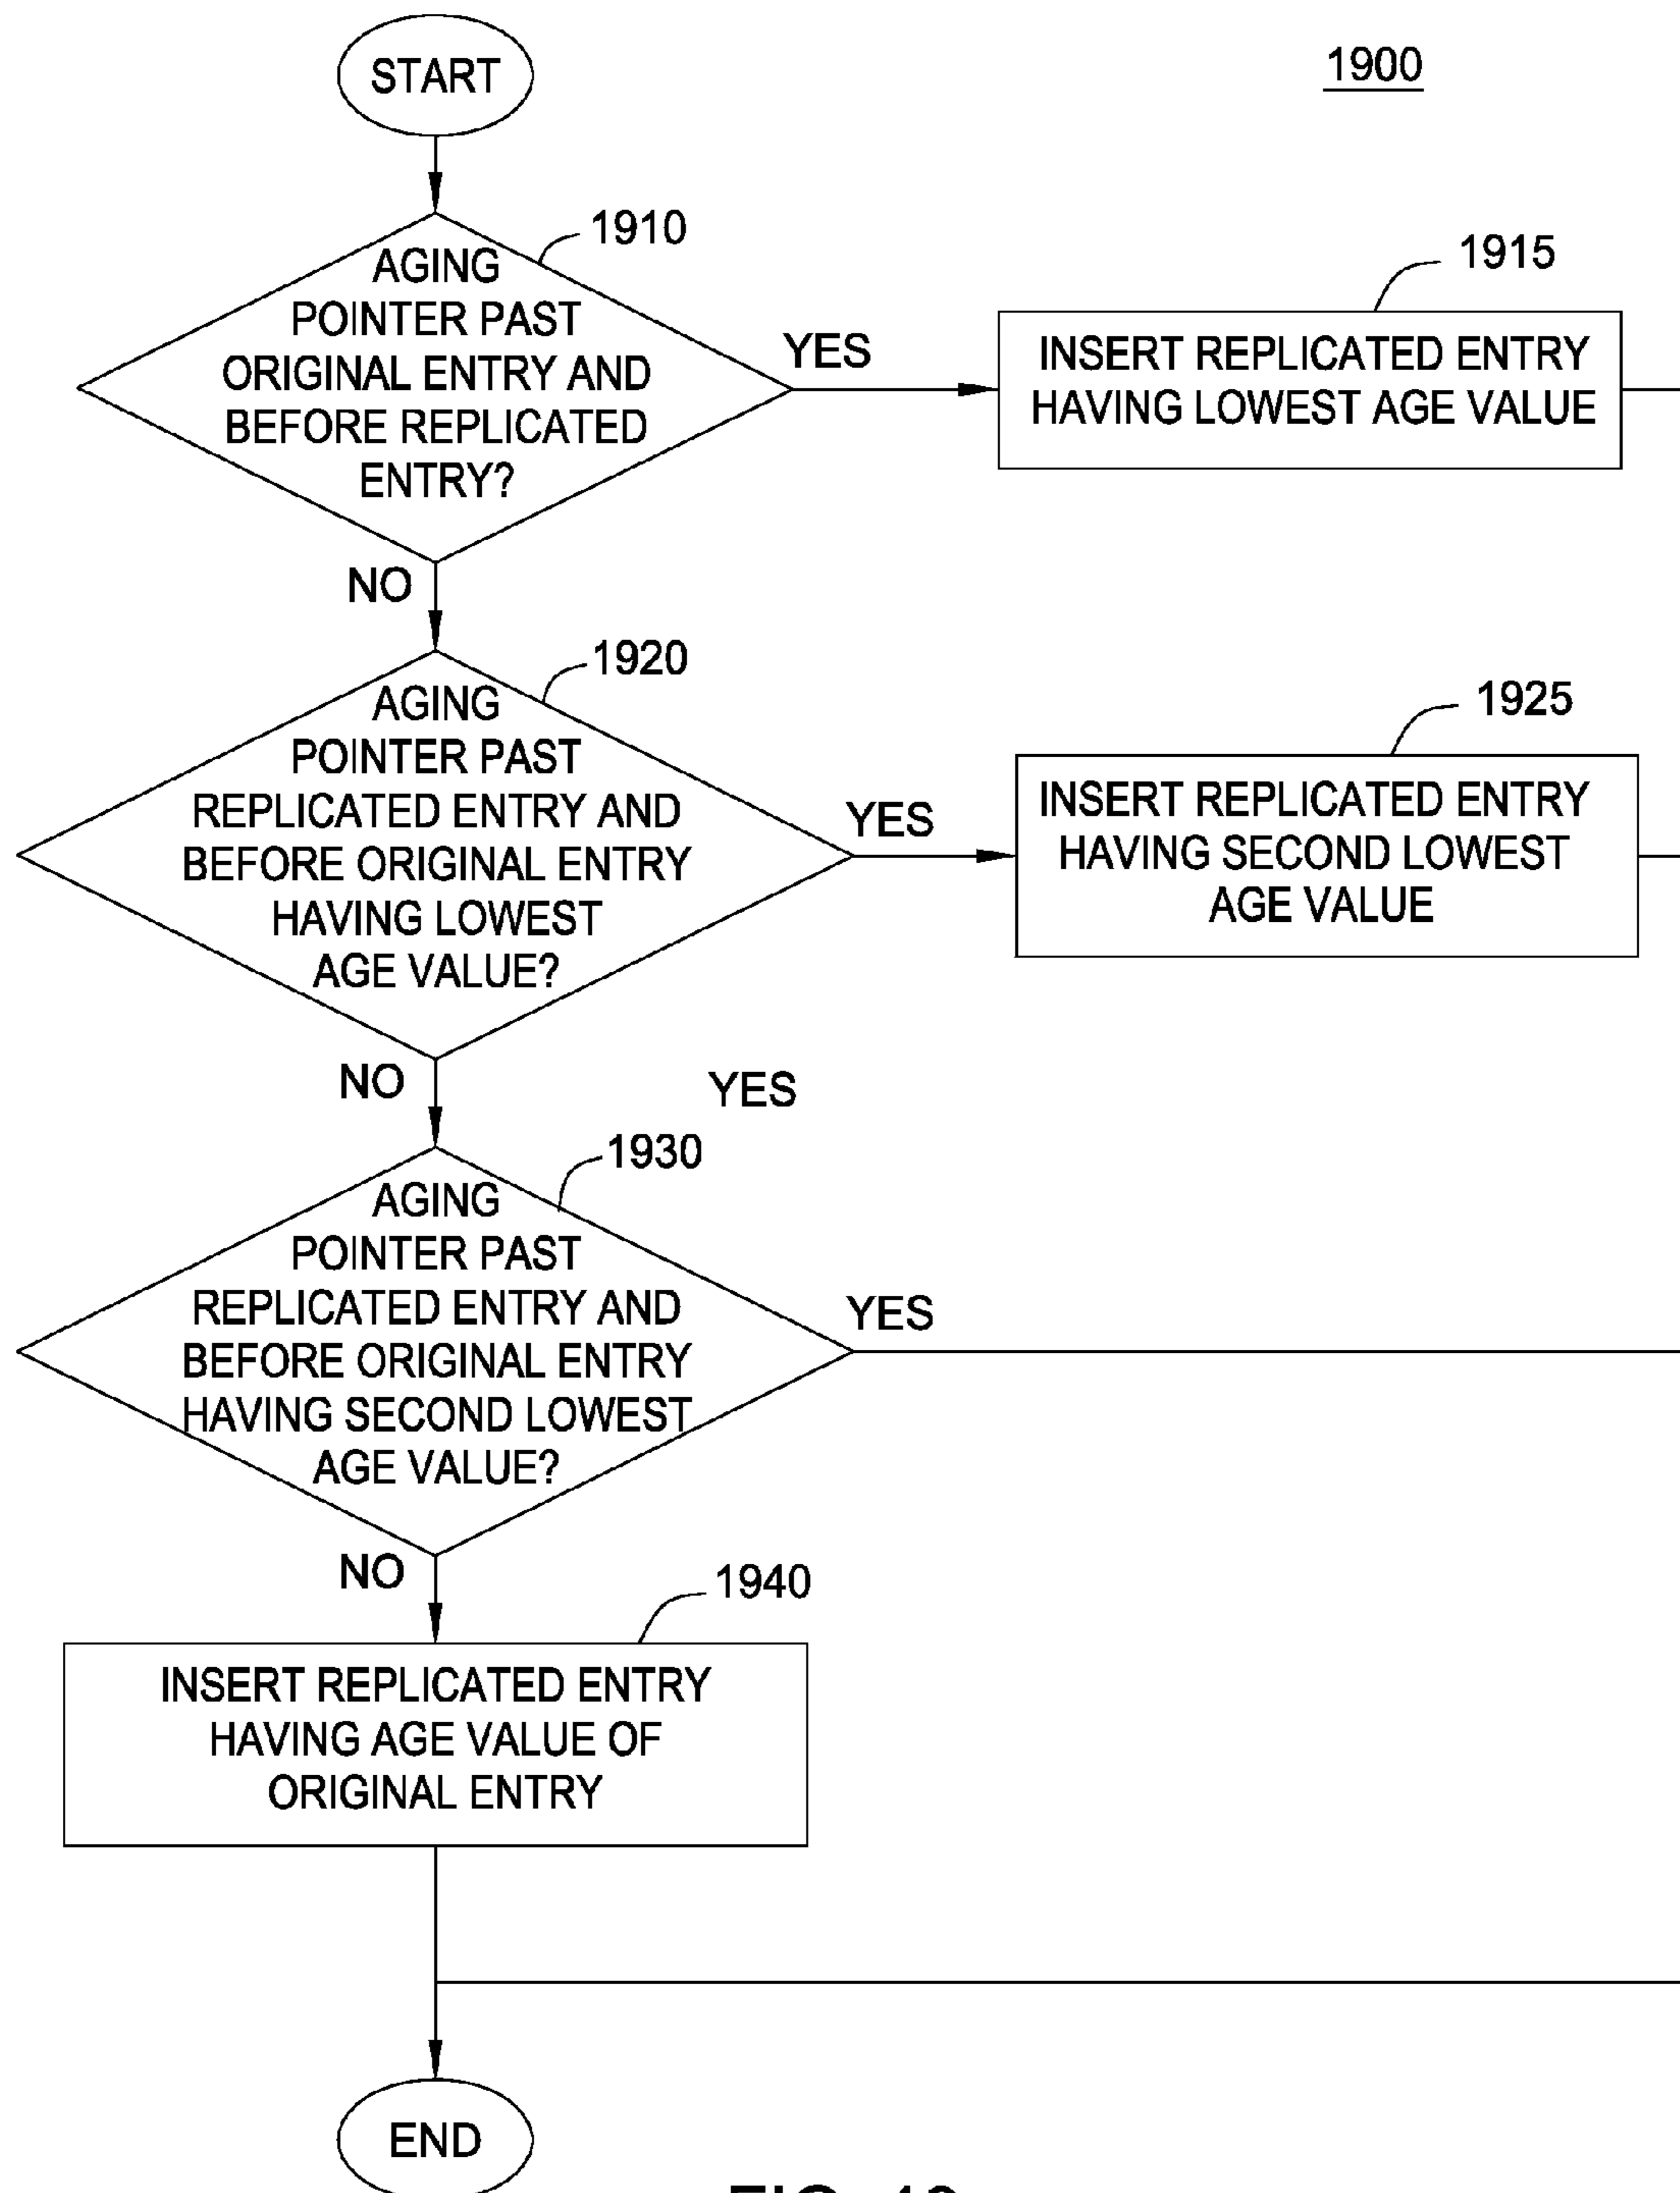 START
1900
1910
AGING
POINTER PAST
ORIGINAL ENTRY AND
BEFORE REPLICATED
ENTRY?
YES
1915
INSERT REPLICATED ENTRY
HAVING LOWEST AGE VALUE
NO
1920
AGING
POINTER PAST
REPLICATED ENTRY AND
BEFORE ORIGINAL ENTRY
HAVING LOWEST
AGE VALUE?
YES
1925
INSERT REPLICATED ENTRY
HAVING SECOND LOWEST
AGE VALUE
NO
YES
1930
AGING
POINTER PAST
REPLICATED ENTRY AND
BEFORE ORIGINAL ENTRY
HAVING SECOND LOWEST
AGE VALUE?
YES
NO
1940
INSERT REPLICATED ENTRY
HAVING AGE VALUE OF
ORIGINAL ENTRY
END